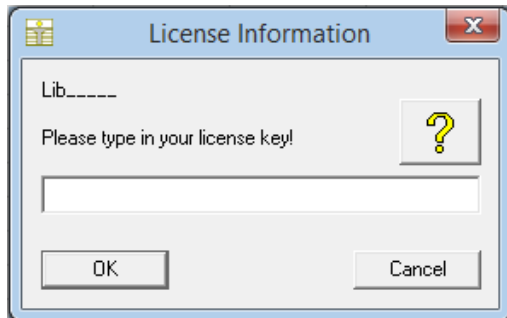 License Information
Lib_____
Please type in your license key!
?
OK
Cancel